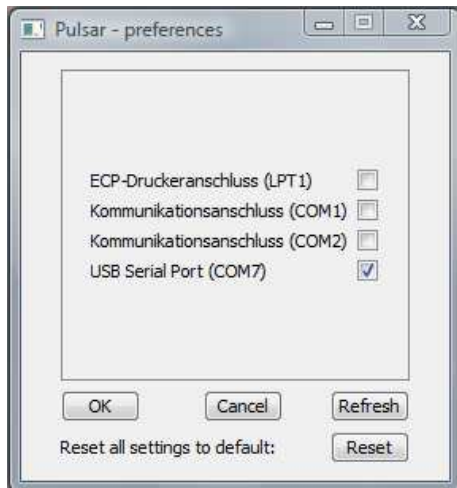 Pulsar - preferences
ECP-Druckeranschluss (LPT1)
Kommunikationsanschluss (COM1)
Kommunikationsanschluss (COM2)
USB Serial Port (COM7)
OK Cancel Refresh
Reset all settings to default: Reset